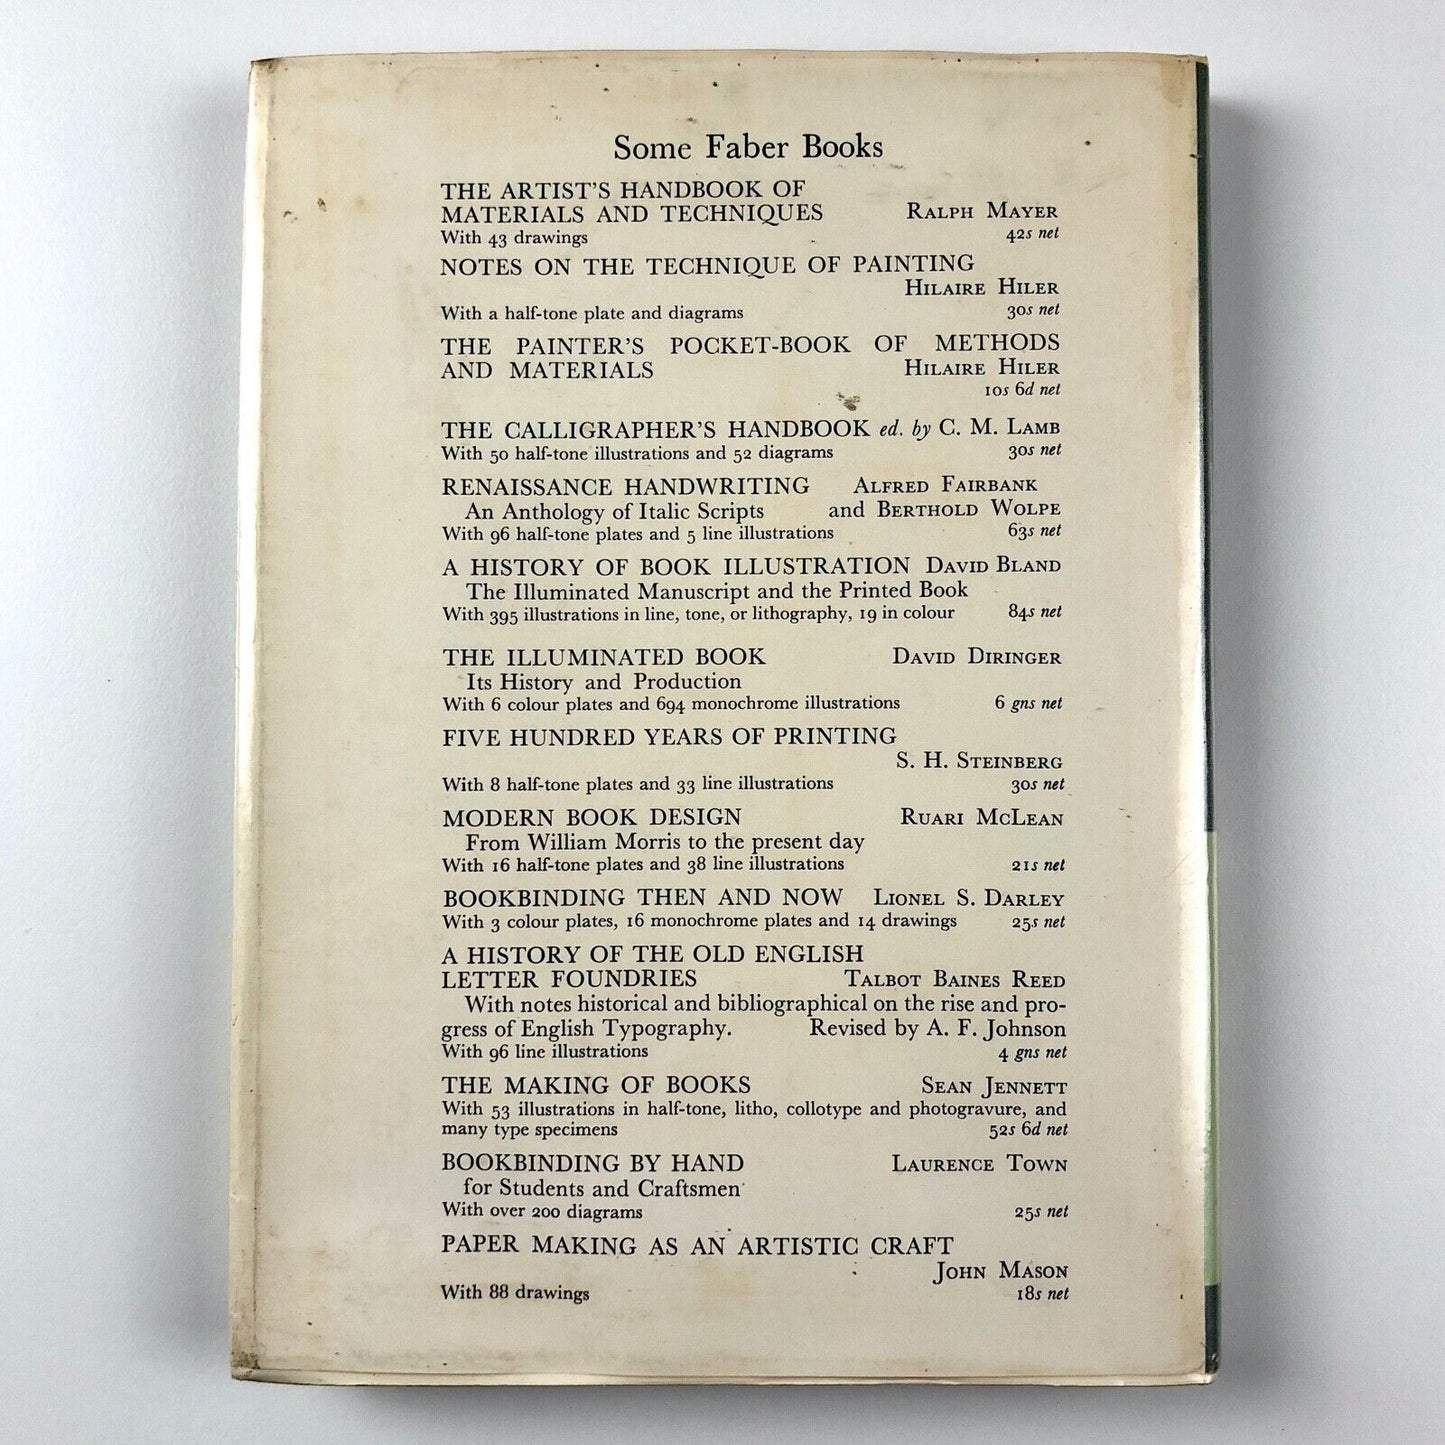 Some Faber Books
THE ARTIST'S HANDBOOK OF
MATERIALS AND TECHNIQUES RALPH MAYER
With 43 drawings 42s net
NOTES ON THE TECHNIQUE OF PAINTING
HILAIRE HILER
With a half-tone plate and diagrams 30s net
THE PAINTER'S POCKET-BOOK OF METHODS
AND MATERIALS HILAIRE HILER
10s 6d net
THE CALLIGRAPHER'S HANDBOOK ed. by C. M. LAMB
With 50 half-tone illustrations and 52 diagrams 30s net
RENAISSANCE HANDWRITING ALFRED FAIRBANK
An Anthology of Italic Scripts and BERTHOLD WOLPE
With 96 half-tone plates and 5 line illustrations 63s net
A HISTORY OF BOOK ILLUSTRATION DAVID BLAND
The Illuminated Manuscript and the Printed Book
With 395 illustrations in line, tone, or lithography, 19 in colour 84s net
THE ILLUMINATED BOOK DAVID DIRINGER
Its History and Production
With 6 colour plates and 694 monochrome illustrations 6 gns net
FIVE HUNDRED YEARS OF PRINTING
S. H. STEINBERG
With 8 half-tone plates and 33 line illustrations 30s net
MODERN BOOK DESIGN RUARI MCLEAN
From William Morris to the present day
With 16 half-tone plates and 38 line illustrations 21s net
BOOKBINDING THEN AND NOW LIONEL S. DARLEY
With 3 colour plates, 16 monochrome plates and 14 drawings 25s net
A HISTORY OF THE OLD ENGLISH
LETTER FOUNDRIES TALBOT BAINES REED
With notes historical and bibliographical on the rise and pro-
gress of English Typography. Revised by A. F. Johnson
With 96 line illustrations 4 gns net
THE MAKING OF BOOKS SEAN JENNETT
With 53 illustrations in half-tone, litho, collotype and photogravure, and
many type specimens 52s 6d net
BOOKBINDING BY HAND LAURENCE TOWN
for Students and Craftsmen
With over 200 diagrams 25s net
PAPER MAKING AS AN ARTISTIC CRAFT
JOHN MASON
With 88 drawings 18s net